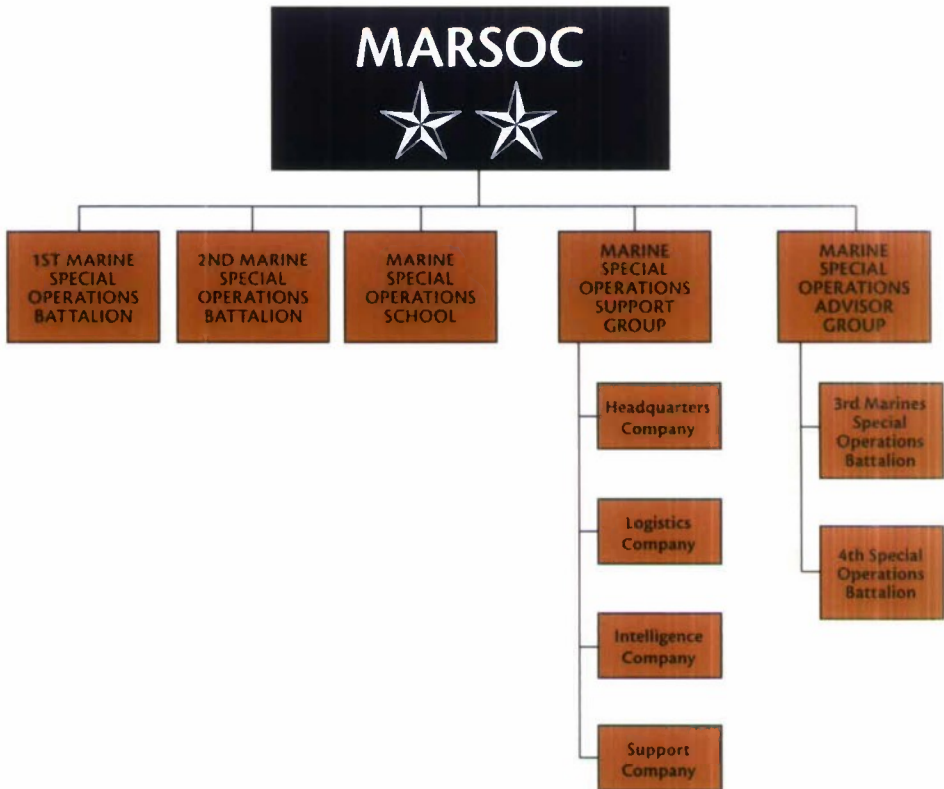 MARSOC
1ST MARINE
SPECIAL
OPERATIONS
BATTALION
2ND MARINE
SPECIAL
OPERATIONS
BATTALION
MARINE
SPECIAL
OPERATIONS
SCHOOL
MARINE
SPECIAL
OPERATIONS
SUPPORT
GROUP
MARINE
SPECIAL
OPERATIONS
ADVISOR
GROUP
Headquarters
Company
Logistics
Company
Intelligence
Company
Support
Company
3rd Marines
Special
Operations
Battalion
4th Special
Operations
Battalion